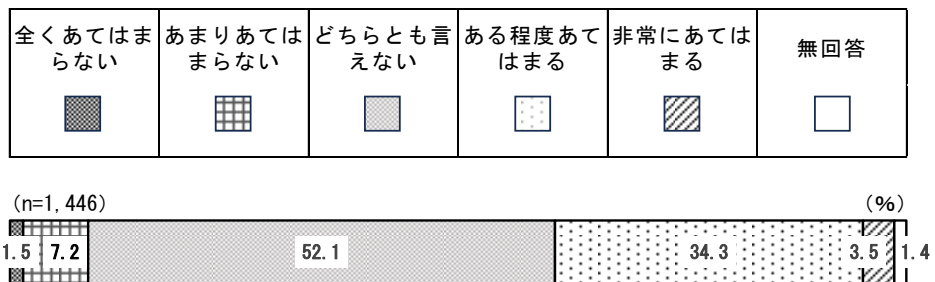 全くあてはま
らない
あまりあては
まらない
どちらとも言
えない
ある程度あて
はまる
非常にあては
まる
無回答
(n=1,446)
(%)
1.5
7.2
52.1
34.3
3.5
1.4